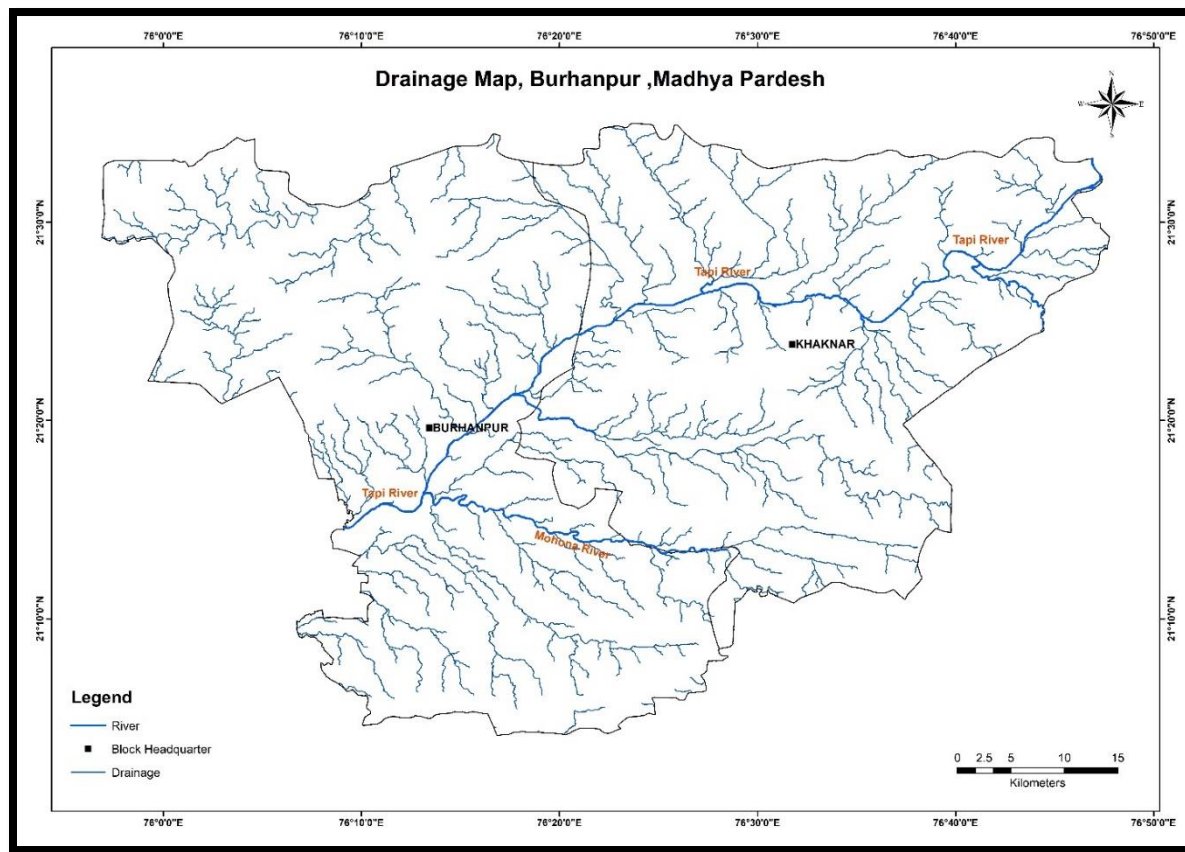 76°0'0"E 76°10'0"E 76°20'0"E 76°30'0"E 76°40'0"E 76°50'0"E
Drainage Map, Burhanpur ,Madhya Pardesh
N
W E
S
21°30'0"N 21°30'0"N
Tapi River
Tapi River
KHAKNAR
21°20'0"N 21°20'0"N
BURHANPUR
Tapi River
Mohona River
21°10'0"N 21°10'0"N
Legend
River
Block Headquarter
Drainage
0 2.5 5 10 15
Kilometers
76°0'0"E 76°10'0"E 76°20'0"E 76°30'0"E 76°40'0"E 76°50'0"E